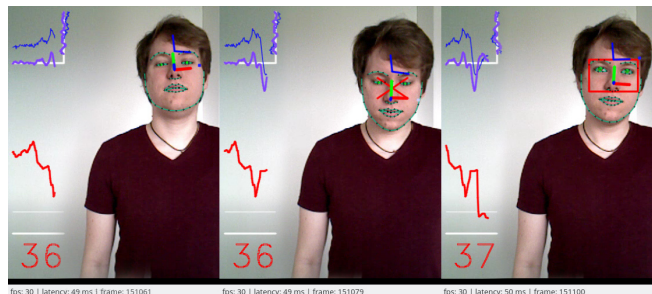 36
36
37
fps: 30 | latency: 49 ms | frame: 151061
fps: 30 | latency: 49 ms | frame: 151079
fps: 30 | latency: 50 ms | frame: 151100